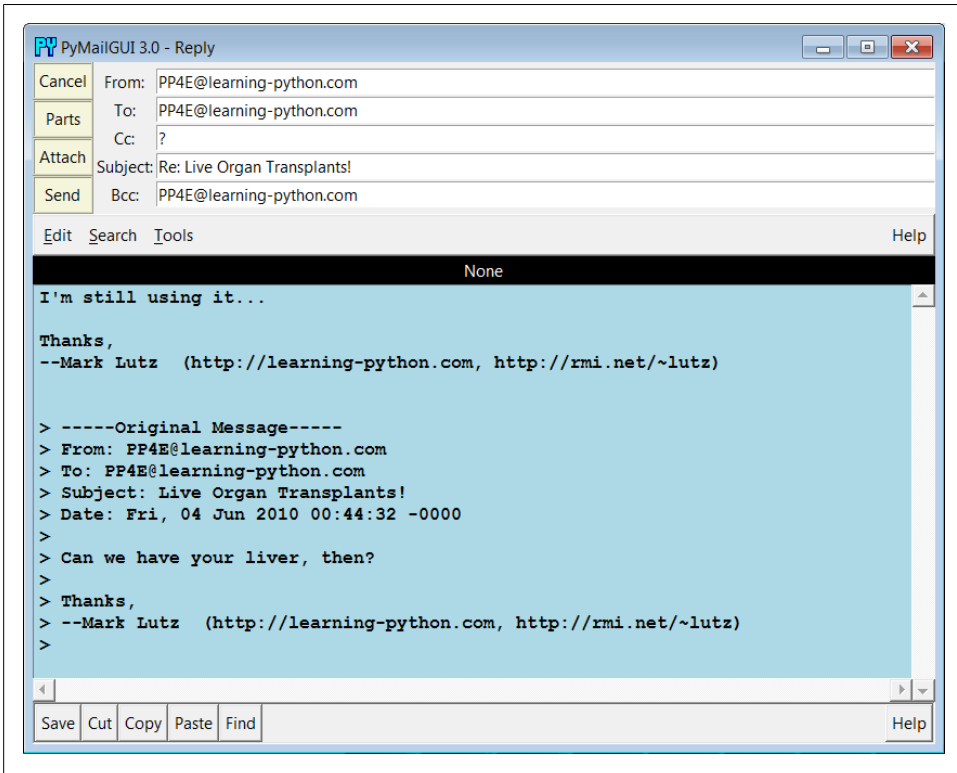 PY PyMailGUI 3.0 - Reply
Cancel From: PP4E@learning-python.com
Parts To: PP4E@learning-python.com
Cc: ?
Attach Subject: Re: Live Organ Transplants!
Send Bcc: PP4E@learning-python.com
Edit Search Tools Help
None
I'm still using it...
Thanks,
--Mark Lutz (http://learning-python.com, http://rmi.net/~lutz)
> -----Original Message-----
> From: PP4E@learning-python.com
> To: PP4E@learning-python.com
> Subject: Live Organ Transplants!
> Date: Fri, 04 Jun 2010 00:44:32 -0000
>
> Can we have your liver, then?
>
> Thanks,
> --Mark Lutz (http://learning-python.com, http://rmi.net/~lutz)
>
Save Cut Copy Paste Find Help